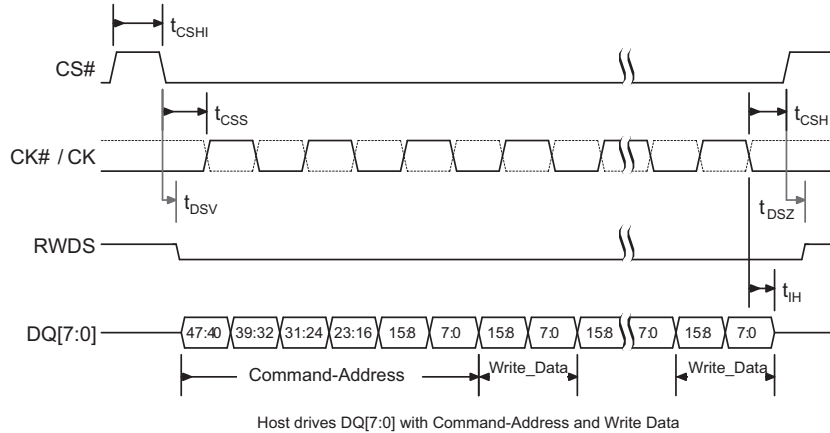 tCSHI
CS#
tCSS
tCSH
CK# / CK
tDSV
tDSZ
RWDS
tIH
DQ[7:0]
47:40 39:32 31:24 23:16 15:8 7:0 15:8 7:0 15:8 7:0 15:8 7:0
Command-Address Write_Data Write_Data
Host drives DQ[7:0] with Command-Address and Write Data